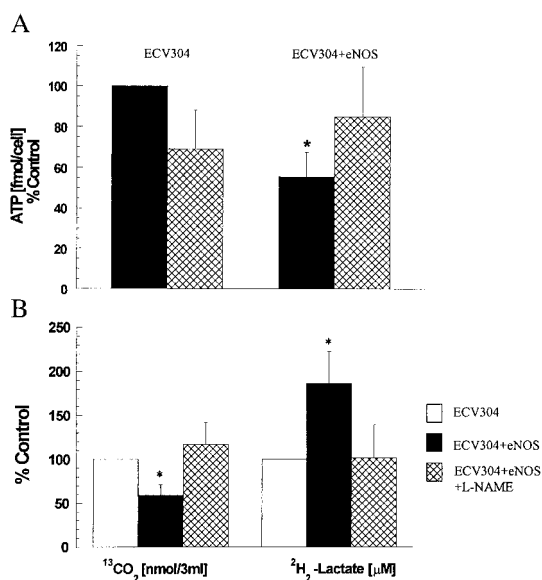 A
ECV304 ECV304+eNOS
ATP [fmol/cell]
% Control
120
100
80
60
40
20
0
*
B
% Control
250
200
150
100
50
0
*
*
ECV304
ECV304+eNOS
ECV304+eNOS
+L-NAME
¹³CO₂ [nmol/3ml] ²H₂-Lactate [µM]